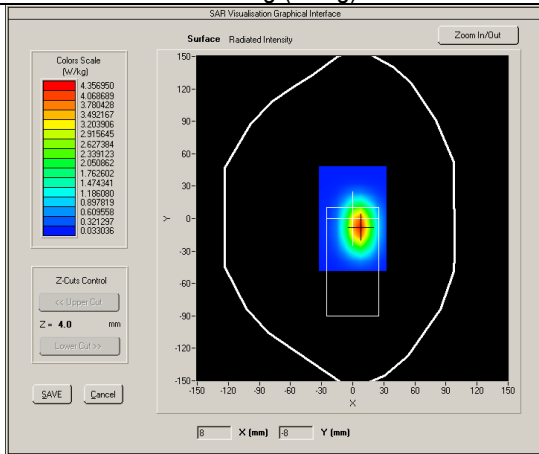 SAR Visualisation Graphical Interface
Surface Radiated Intensity
Zoom In/Out
Colors Scale
(W/kg)
4.356950
4.068689
3.780428
3.492167
3.203906
2.915645
2.627384
2.339123
2.050862
1.762602
1.474341
1.186080
0.897819
0.609558
0.321297
0.033036
Z-Cuts Control
<< Upper Cut
Z = 4.0 mm
Lower Cut >>
SAVE Cancel
150
120
90
60
30
0
-30
-60
-90
-120
-150
Y
-150 -120 -90 -60 -30 0 30 60 90 120 150
X
8 X (mm) -8 Y (mm)